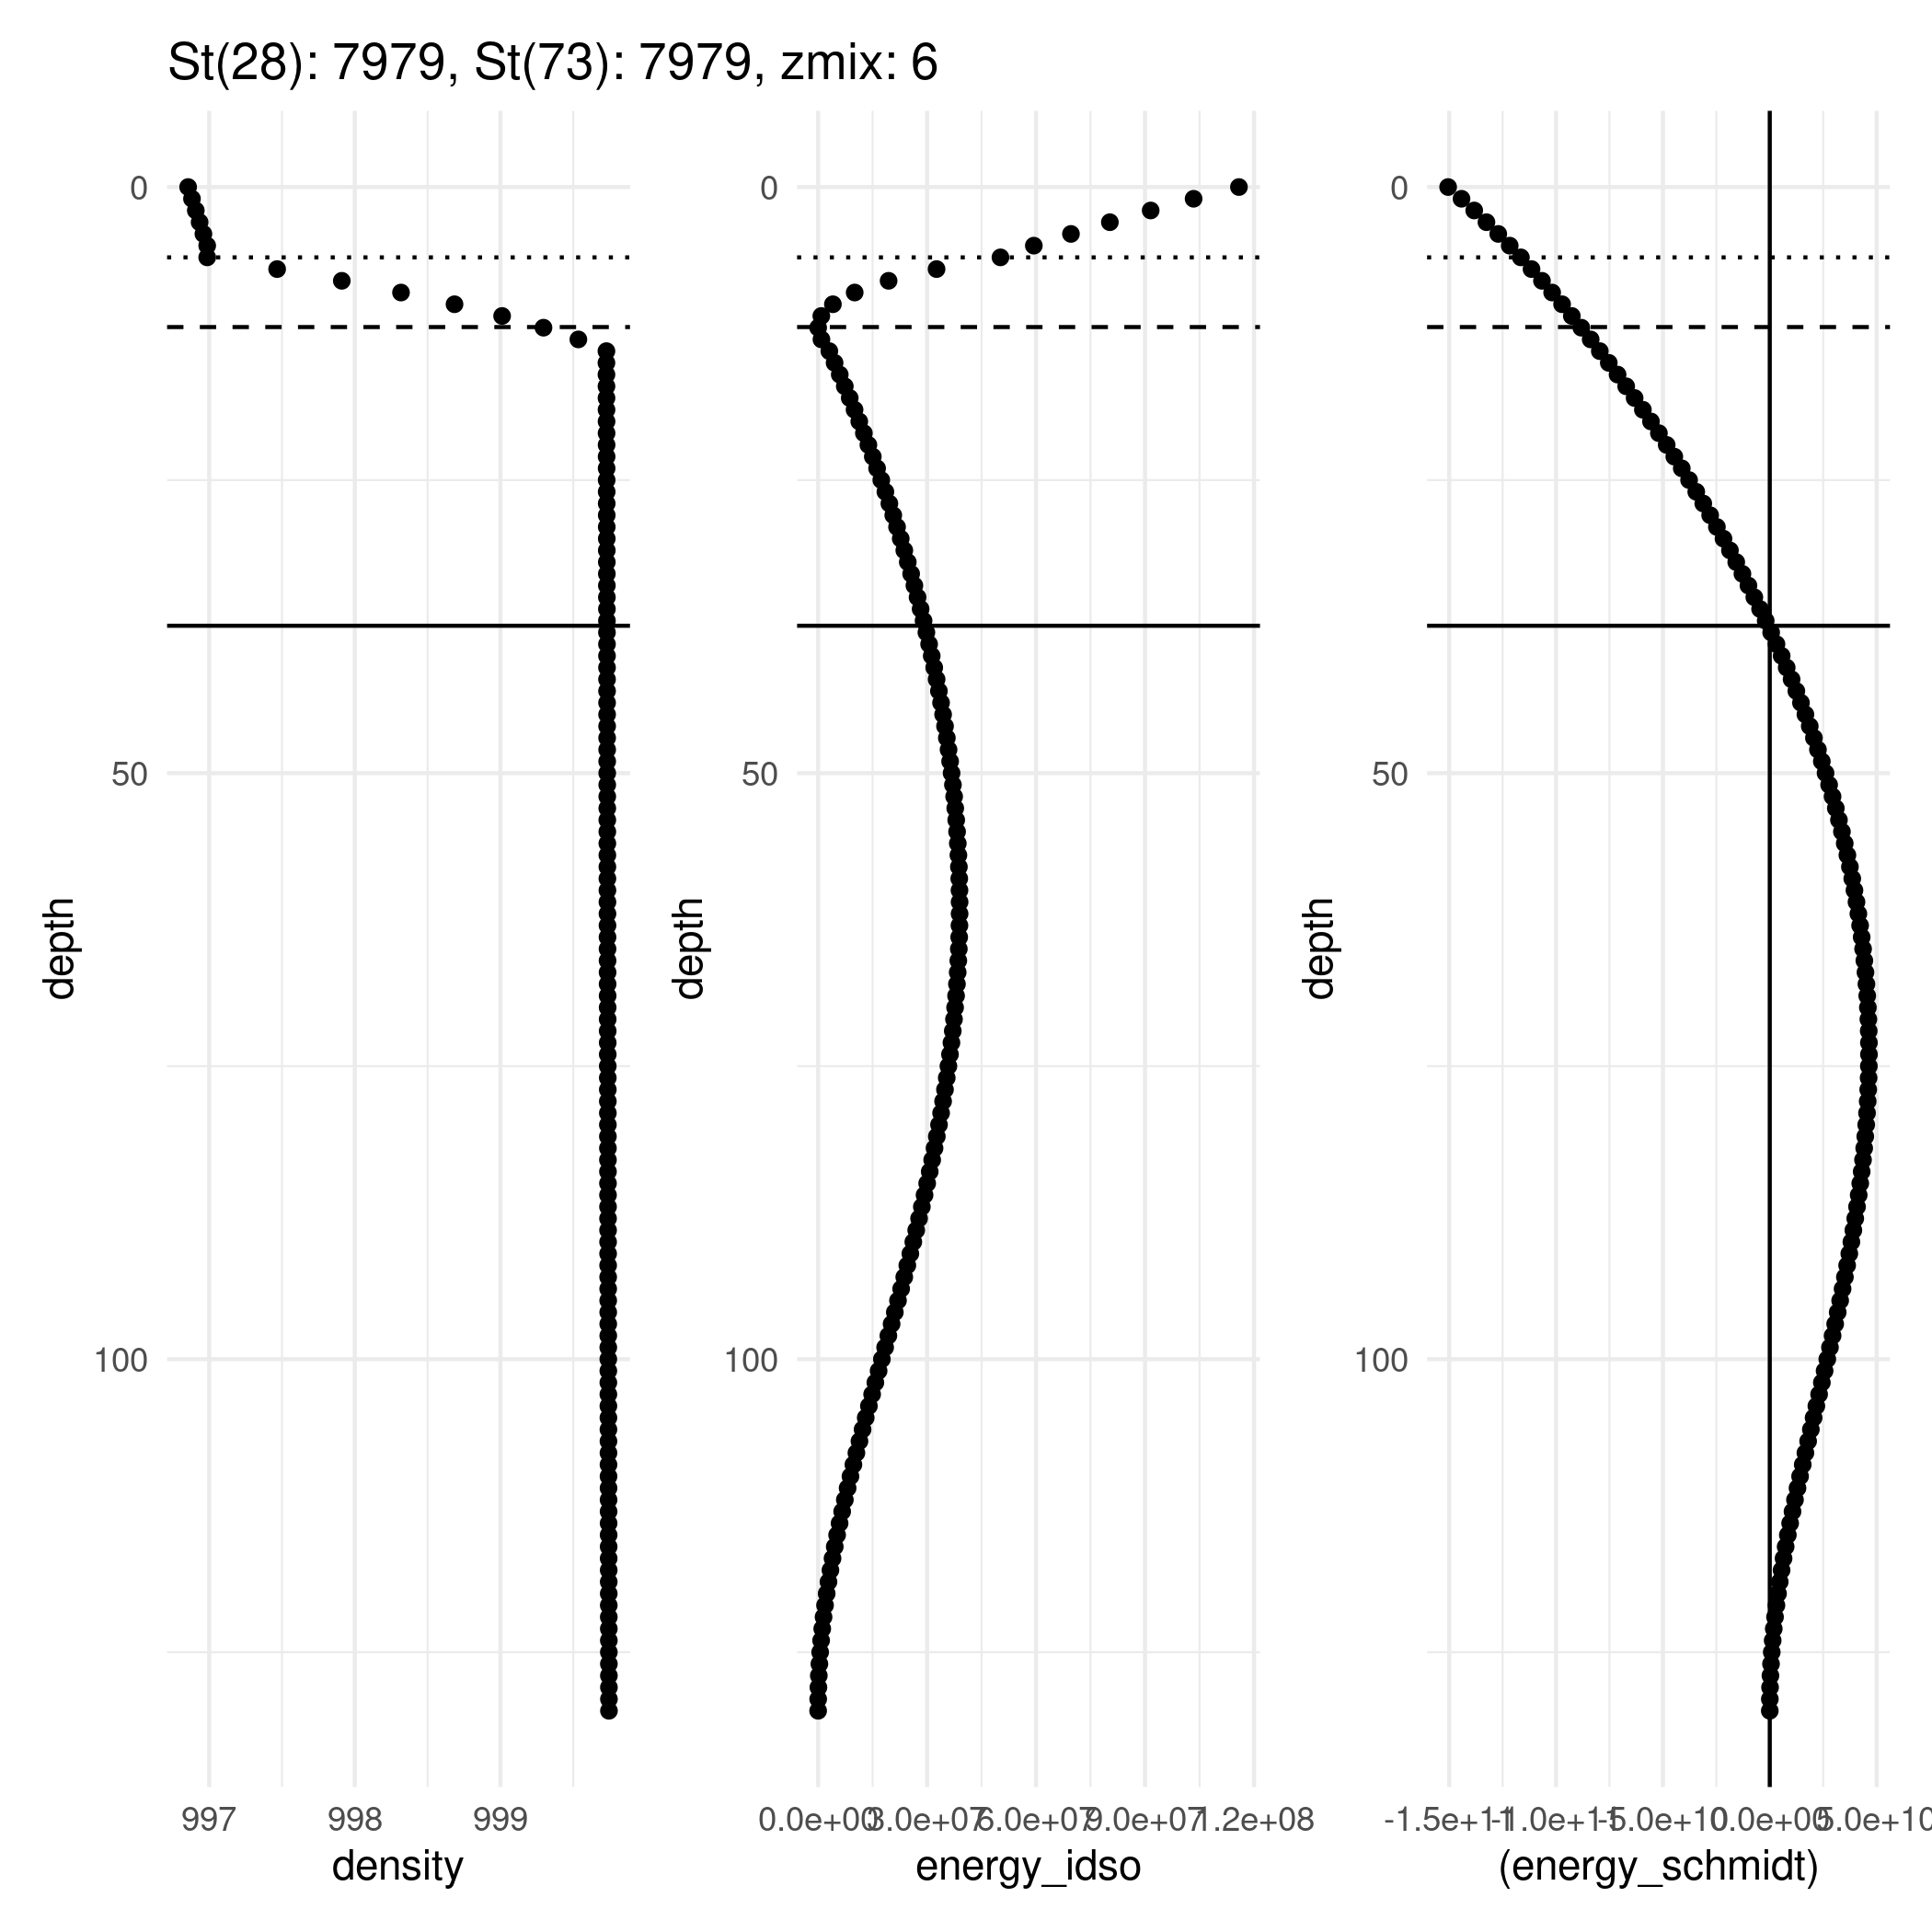 St(28): 7979, St(73): 7979, zmix: 6
0
50
100
depth
997
998
999
density
0
50
100
depth
0.0e+00
3.0e+07
6.0e+07
9.0e+07
1.2e+08
energy_idso
0
50
100
depth
-1.5e+11
-1.0e+11
-5.0e+10
0.0e+00
5.0e+10
(energy_schmidt)